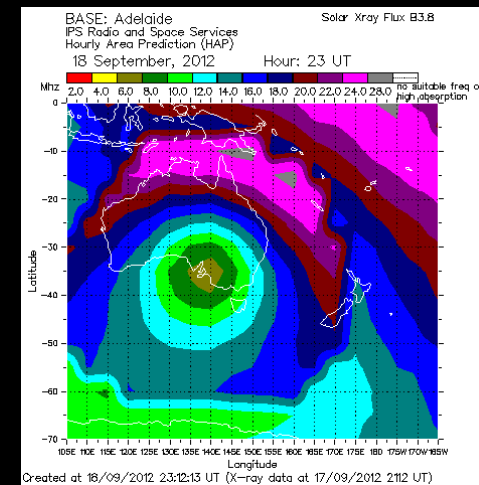 BASE: Adelaide Solar Xray Flux B3.8
IPS Radio and Space Services
Hourly Area Prediction (HAP)
18 September, 2012 Hour: 23 UT
Mhz 2.0 4.0 6.0 8.0 10.0 12.0 14.0 16.0 18.0 20.0 22.0 24.0 28.0 no suitable freq o
high absorption
0
-10
-20
-30
-40
-50
-60
-70
Latitude
105E 110E 115E 120E 125E 130E 135E 140E 145E 150E 155E 160E 165E 170E 175E 180 175W 170W 165W
Longitude
Created at 18/09/2012 23:12:13 UT (X-ray data at 17/09/2012 2112 UT)